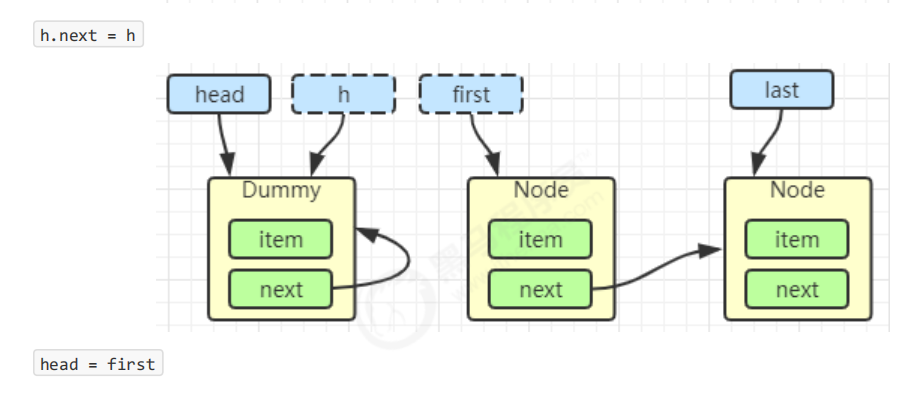 h.next = h
head h first last
Dummy Node Node
item item item
next next next
head = first